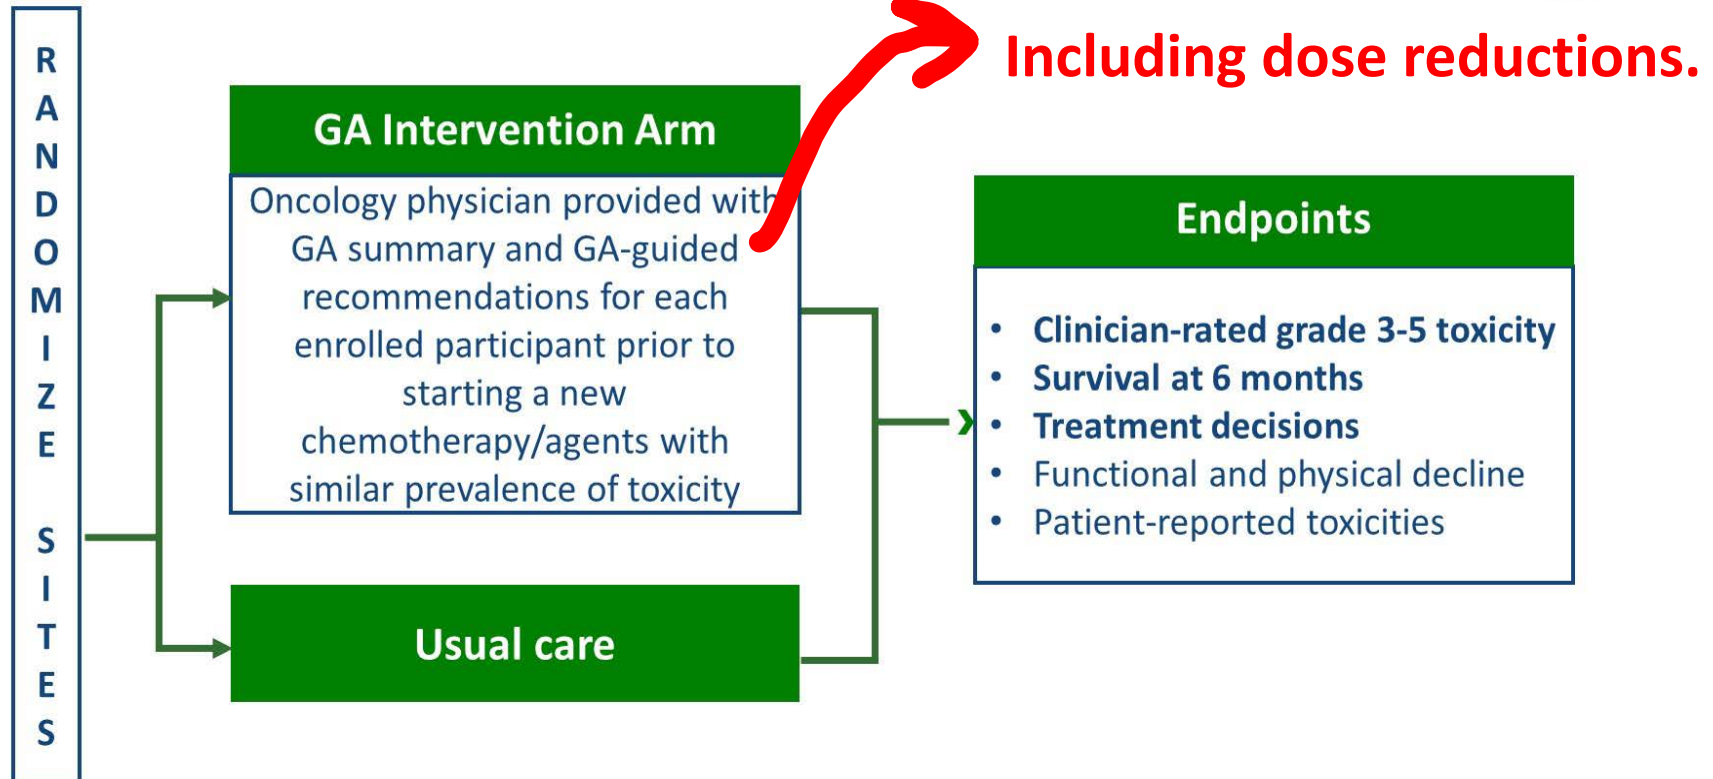 RANDOMIZE SITES
Including dose reductions.
GA Intervention Arm
Oncology physician provided with
GA summary and GA-guided
recommendations for each
enrolled participant prior to
starting a new
chemotherapy/agents with
similar prevalence of toxicity
Usual care
Endpoints
• Clinician-rated grade 3-5 toxicity
• Survival at 6 months
• Treatment decisions
• Functional and physical decline
• Patient-reported toxicities